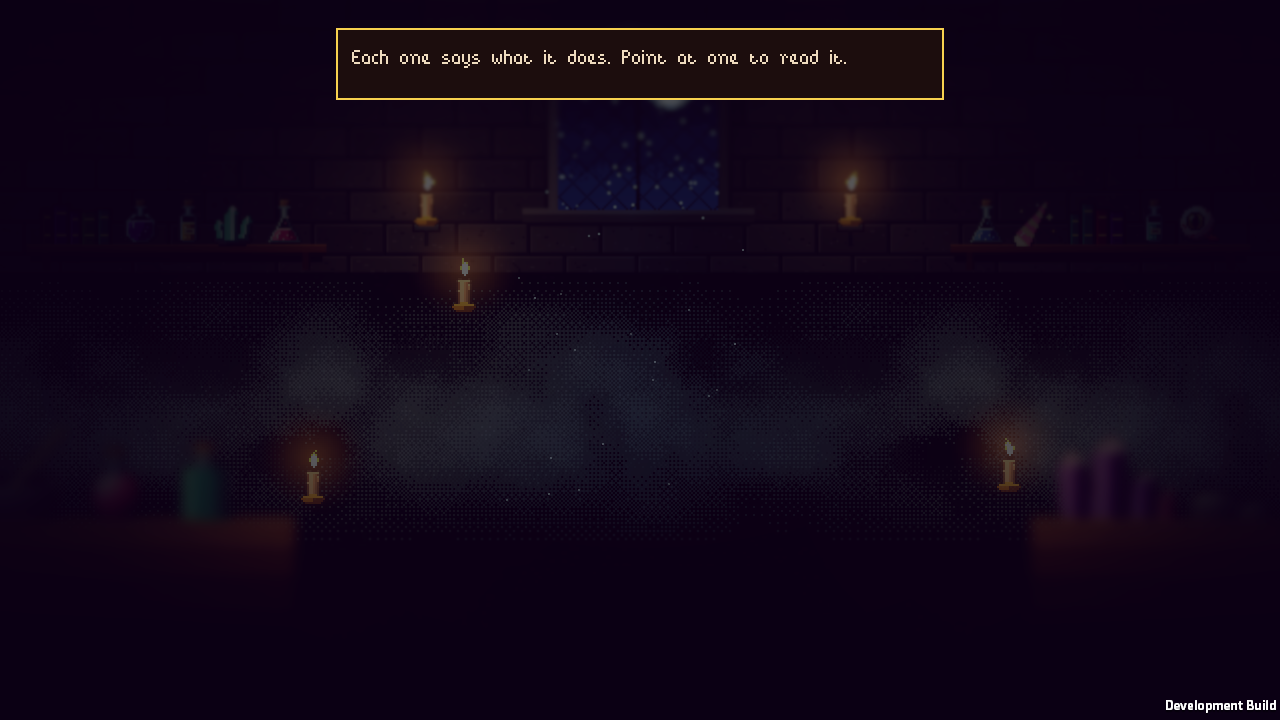 Each one says what it does. Point at one to read it.
Development Build